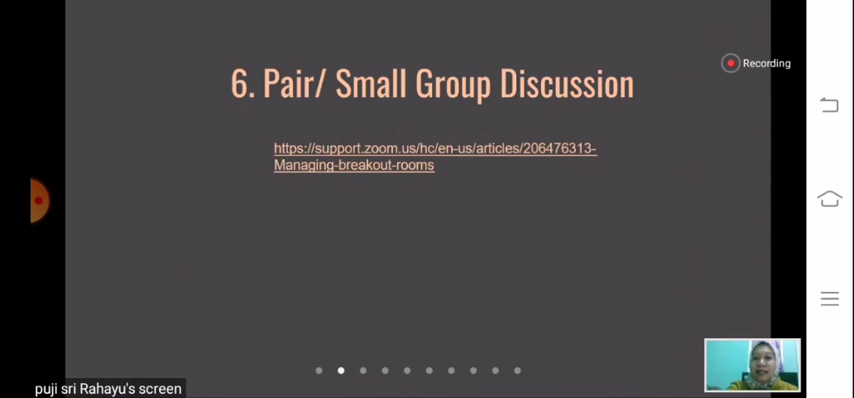 6. Pair/ Small Group Discussion
Recording
https://support.zoom.us/hc/en-us/articles/206476313-
Managing-breakout-rooms
puji sri Rahayu's screen